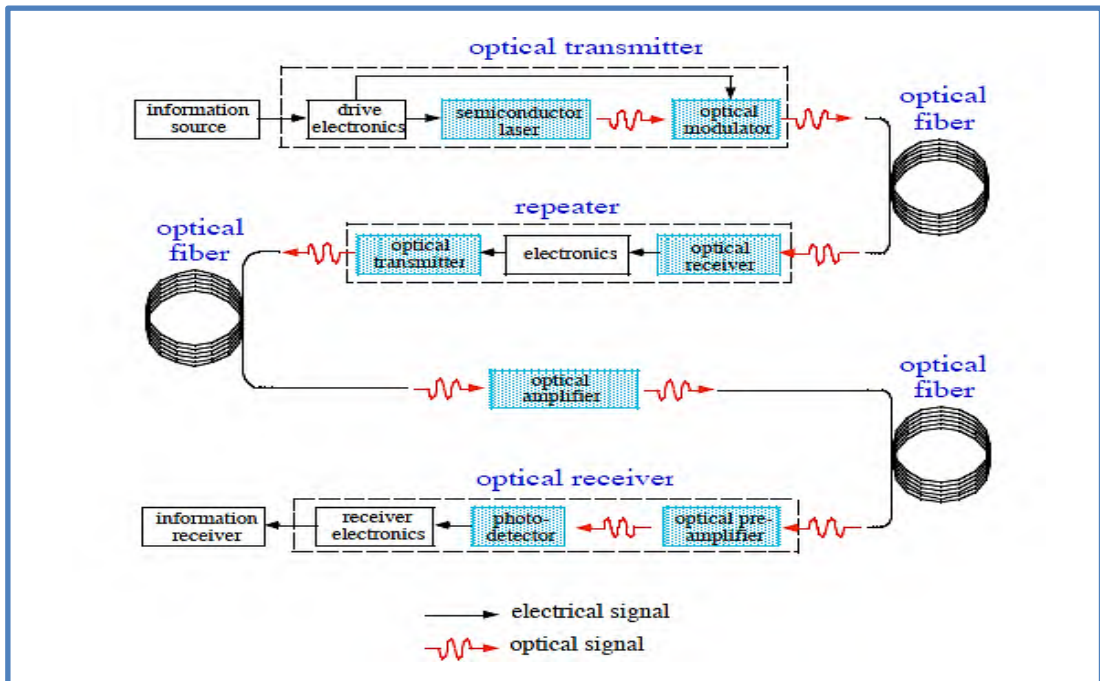 optical transmitter
information
source
drive
electronics
semiconductor
laser
optical
modulator
optical
fiber
repeater
optical
fiber
optical
transmitter
electronics
optical
receiver
optical
amplifier
optical
fiber
optical receiver
information
receiver
receiver
electronics
photo-
detector
optical pre-
amplifier
electrical signal
optical signal